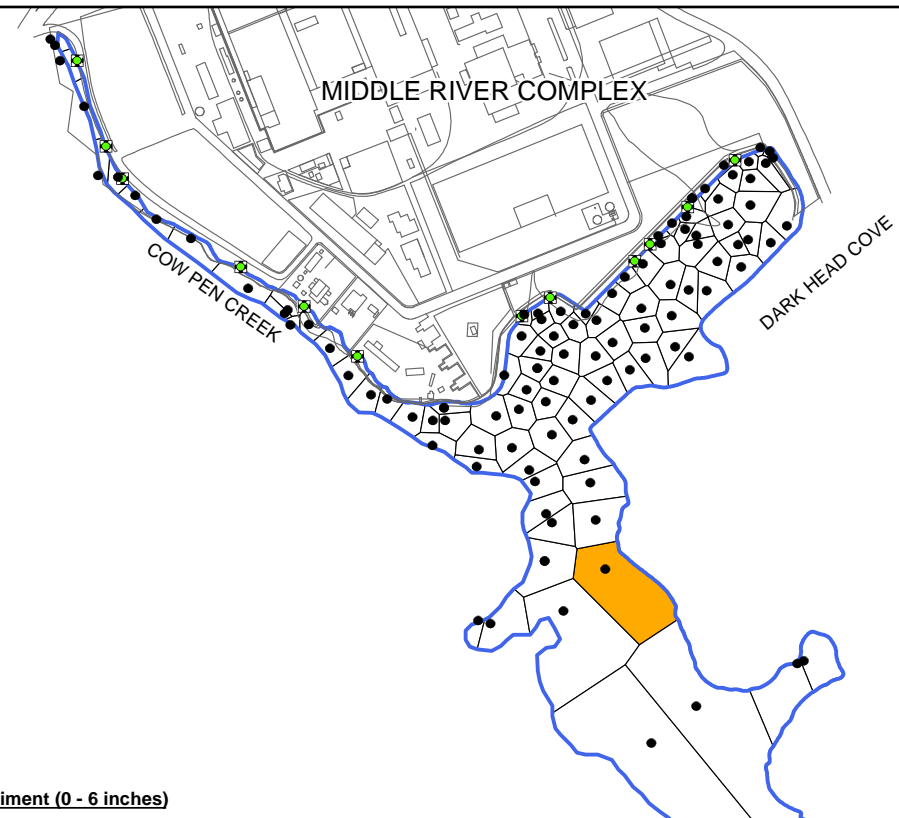 MIDDLE RIVER COMPLEX
DARK HEAD COVE
COW PEN CREEK
iment (0 - 6 inches)